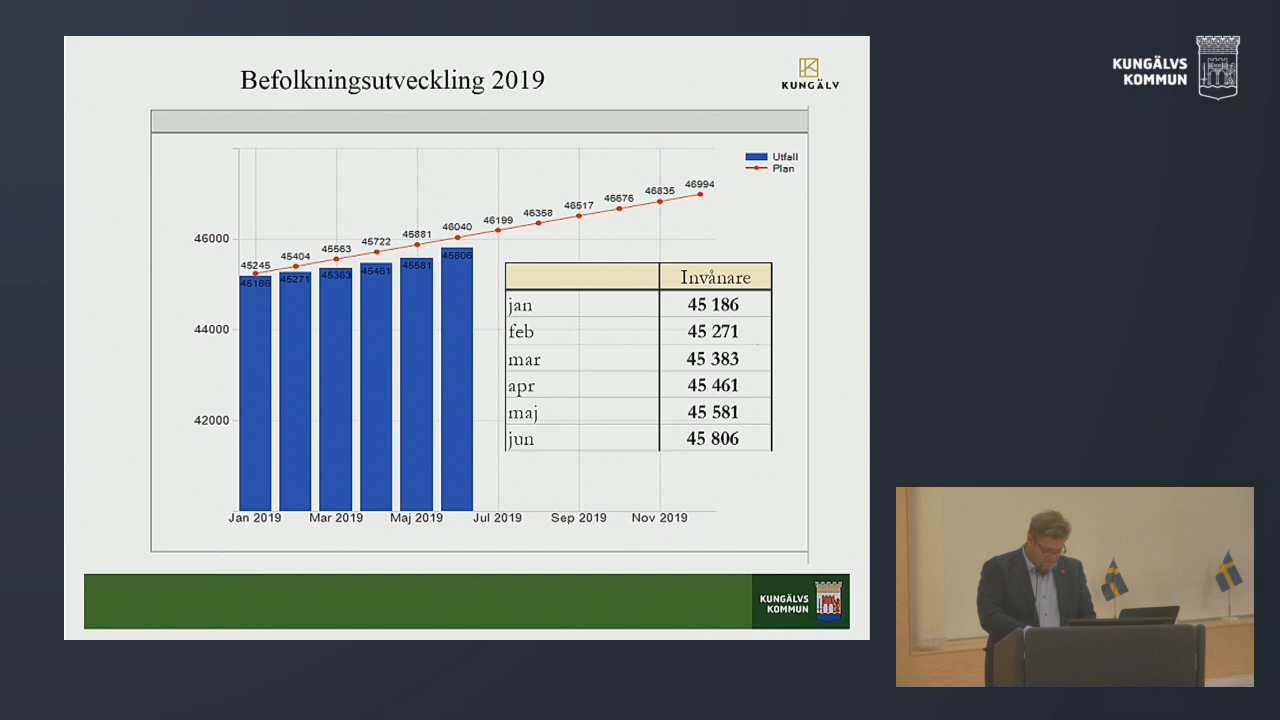 Befolkningsutveckling 2019
KUNGÄLV
KUNGÄLVS
KOMMUN
Utfall
Plan
46000
44000
42000
45245
45404
45563
45722
45881
46040
46199
46358
46517
46676
46835
46994
45186
45271
45363
45461
45581
45806
Jan 2019
Mar 2019
Maj 2019
Jul 2019
Sep 2019
Nov 2019
Invånare
jan 45 186
feb 45 271
mar 45 383
apr 45 461
maj 45 581
jun 45 806
KUNGÄLVS
KOMMUN